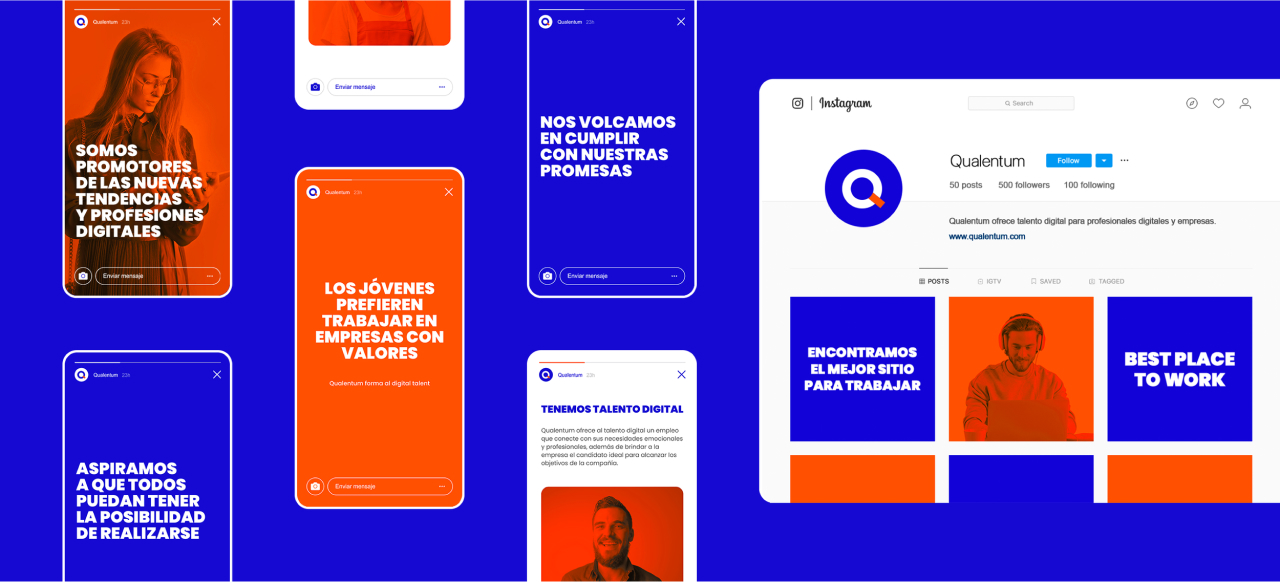 Qualentum 23h
SOMOS
PROMOTORES
DE LAS NUEVAS
TENDENCIAS
Y PROFESIONES
DIGITALES
Enviar mensaje
Qualentum 23h
ASPIRAMOS
A QUE TODOS
PUEDAN TENER
LA POSIBILIDAD
DE REALIZARSE
Enviar mensaje
Qualentum 23h
LOS JÓVENES
PREFIEREN
TRABAJAR EN
EMPRESAS CON
VALORES
Qualentum forma al digital talent
Enviar mensaje
Qualentum 23h
NOS VOLCAMOS
EN CUMPLIR
CON NUESTRAS
PROMESAS
Enviar mensaje
Qualentum 23h
TENEMOS TALENTO DIGITAL
Qualentum ofrece al talento digital un empleo
que conecte con sus necesidades emocionales
y profesionales, además de brindar a la
empresa el candidato ideal para alcanzar los
objetivos de la compañía.
Instagram
Search
Qualentum
Follow
50 posts 500 followers 100 following
Qualentum ofrece talento digital para profesionales digitales y empresas.
www.qualentum.com
POSTS IGTV SAVED TAGGED
ENCONTRAMOS
EL MEJOR SITIO
PARA TRABAJAR
BEST PLACE
TO WORK